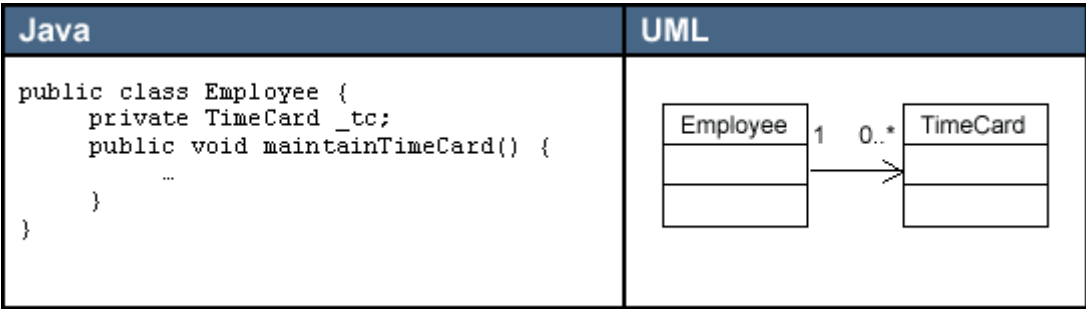 Java
UML
public class Employee {
private TimeCard _tc;
public void maintainTimeCard() {
…
}
}
Employee
1
0..*
TimeCard